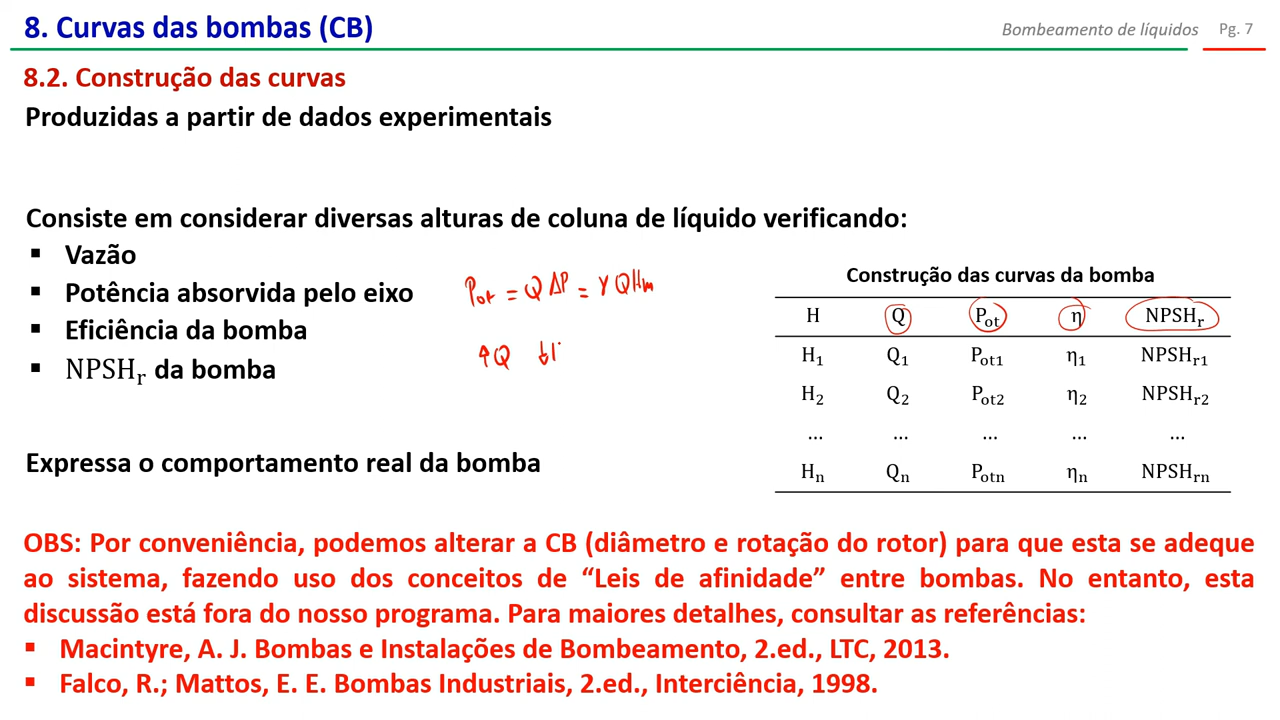 8. Curvas das bombas (CB)
Bombeamento de líquidos Pg. 7
8.2. Construção das curvas
Produzidas a partir de dados experimentais
Consiste em considerar diversas alturas de coluna de líquido verificando:
▪ Vazão
▪ Potência absorvida pelo eixo
▪ Eficiência da bomba
▪ NPSHr da bomba
Pot = Q ΔP = γ Q Hm
↑Q ↓
Construção das curvas da bomba
H Q Pot η NPSHr
H1 Q1 Pot1 η1 NPSHr1
H2 Q2 Pot2 η2 NPSHr2
... ... ... ... ...
Hn Qn Potn ηn NPSHrn
Expressa o comportamento real da bomba
OBS: Por conveniência, podemos alterar a CB (diâmetro e rotação do rotor) para que esta se adeque
ao sistema, fazendo uso dos conceitos de “Leis de afinidade” entre bombas. No entanto, esta
discussão está fora do nosso programa. Para maiores detalhes, consultar as referências:
▪ Macintyre, A. J. Bombas e Instalações de Bombeamento, 2.ed., LTC, 2013.
▪ Falco, R.; Mattos, E. E. Bombas Industriais, 2.ed., Interciência, 1998.